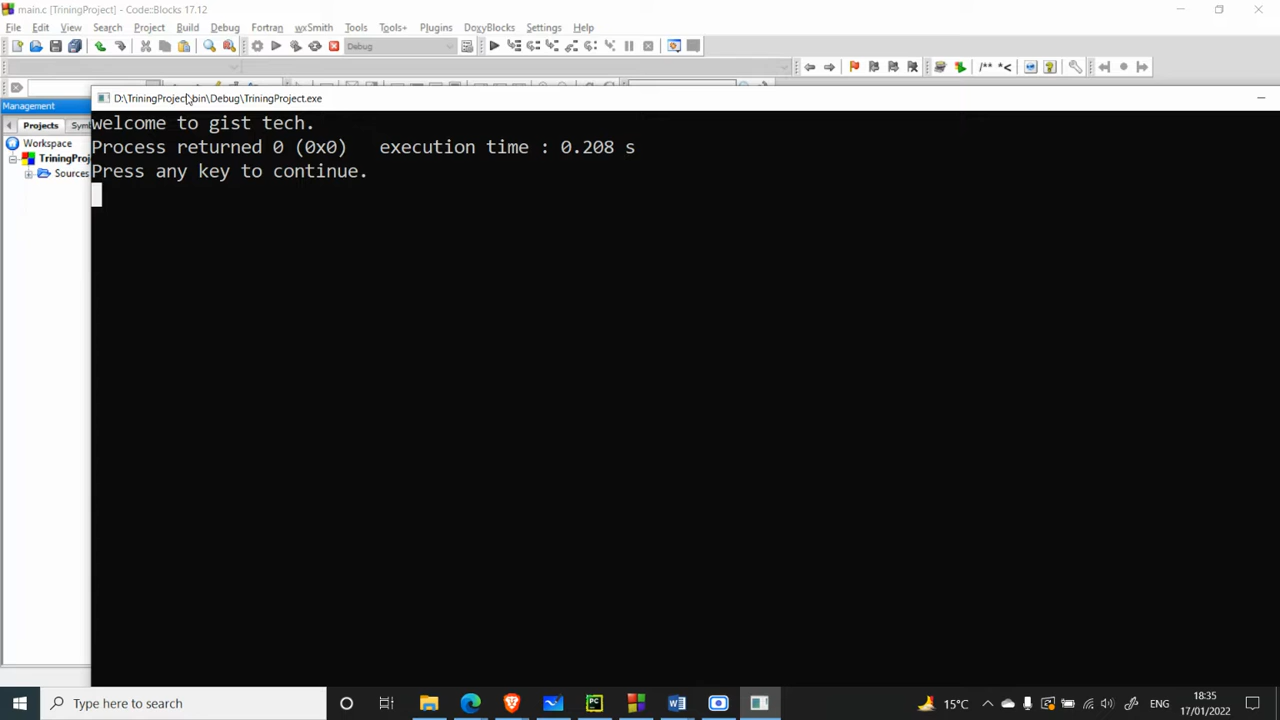 main.c [TriningProject] - Code::Blocks 17.12
File Edit View Search Project Build Debug Fortran wxSmith Tools Tools+ Plugins DoxyBlocks Settings Help
Debug
/** *<
Management
D:\TriningProject\bin\Debug\TriningProject.exe
Projects
Workspace
TriningProj
Sources
welcome to gist tech.
Process returned 0 (0x0)   execution time : 0.208 s
Press any key to continue.
Type here to search
15°C
ENG
18:35
17/01/2022